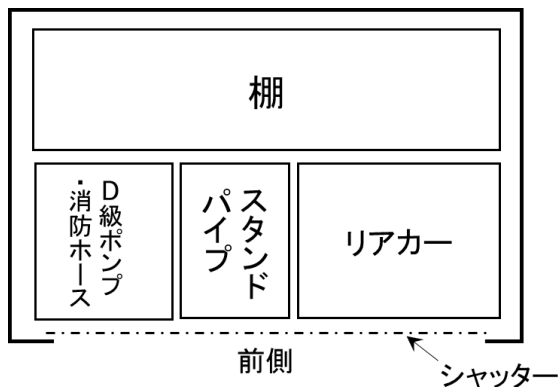 棚
D級ポンプ
・消防ホース
スタンド
パイプ
リアカー
前側
シャッター